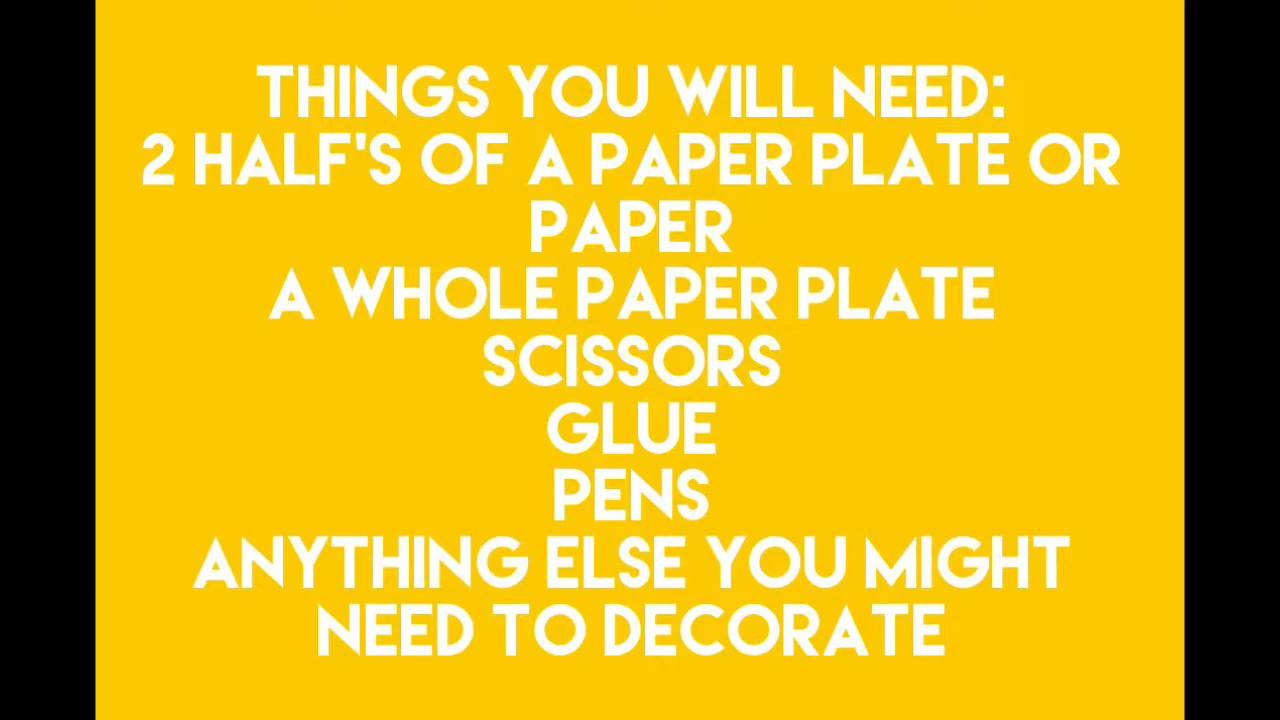 THINGS YOU WILL NEED:
2 HALF'S OF A PAPER PLATE OR
PAPER
A WHOLE PAPER PLATE
SCISSORS
GLUE
PENS
ANYTHING ELSE YOU MIGHT
NEED TO DECORATE